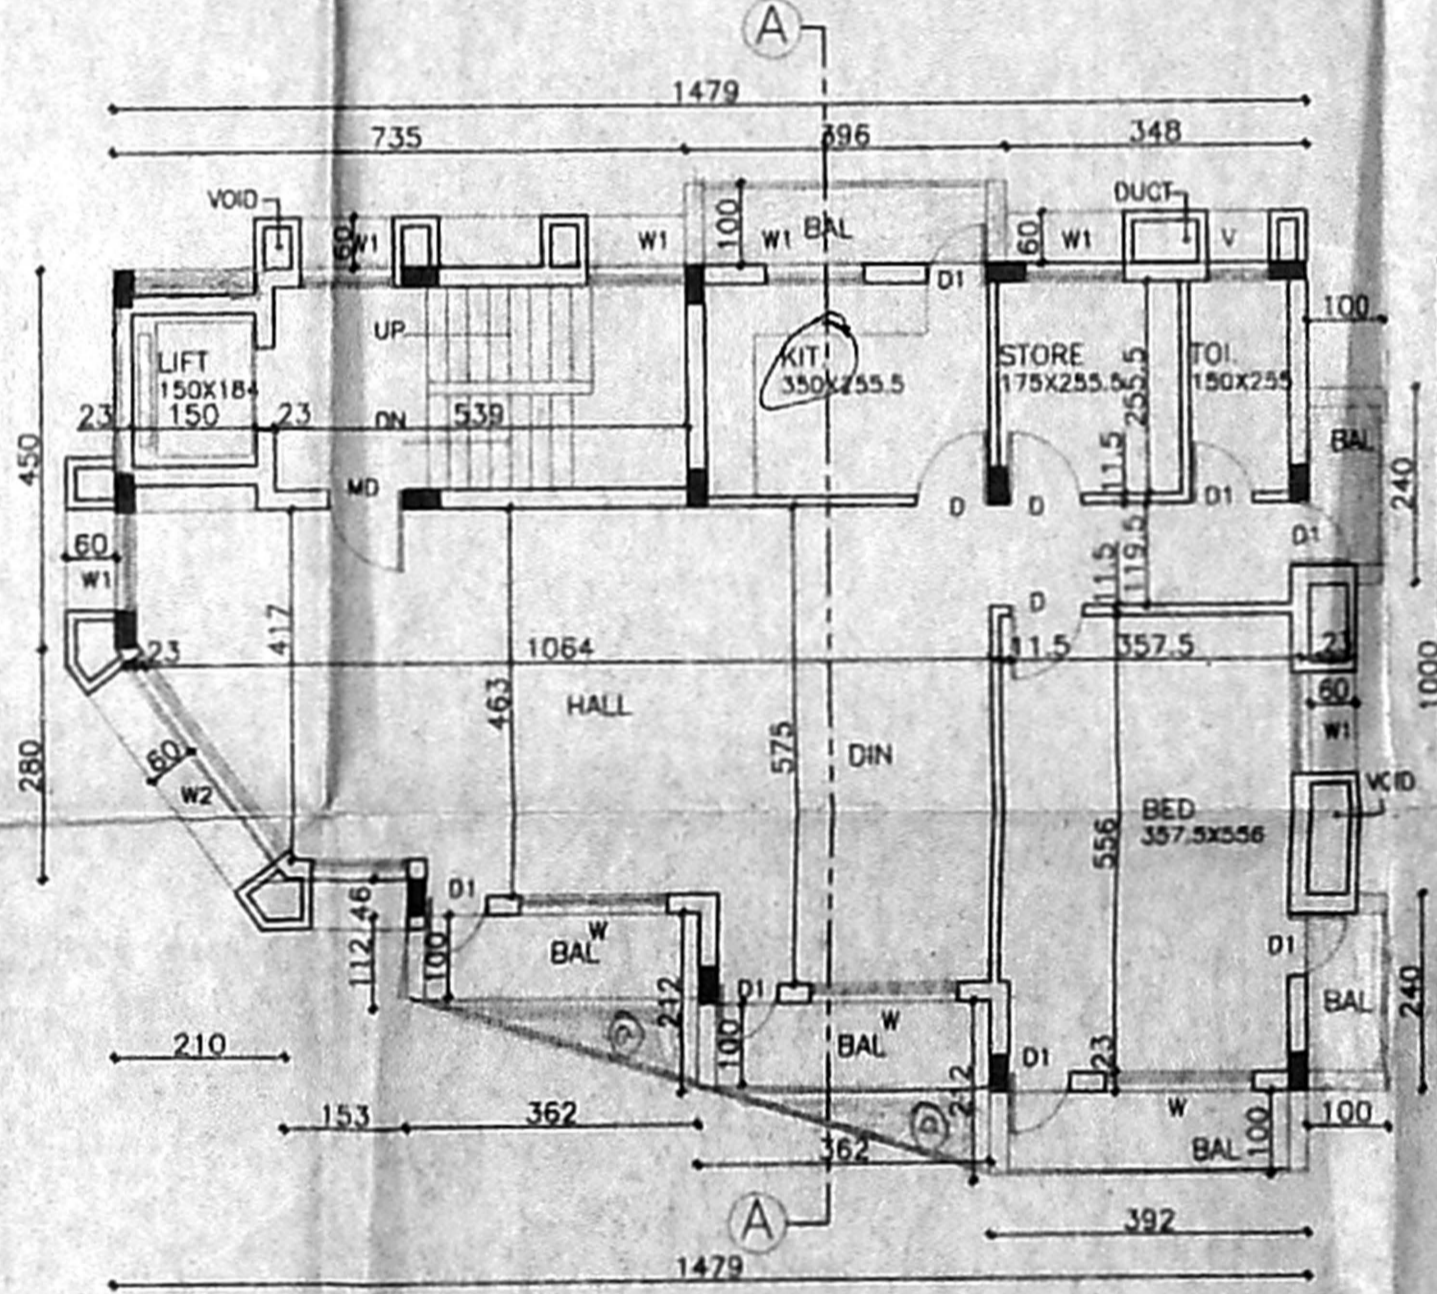 A
1479
735
396
348
VOID
DUCT
60
W1
W1
100
W1
BAL
60
W1
V
D1
100
UP
LIFT
150X184
KIT
350X255.5
STORE
175X255.5
255.5
TOI.
150X255
23
150
23
DN
539
BAL
450
11.5
240
MD
D
D
D1
D1
60
W1
11.5
119.5
D
417
23
1064
11.5
357.5
23
1000
463
HALL
60
W1
575
DIN
280
60
W2
VOID
BED
357.5X556
556
46
D1
W
BAL
112
100
D1
212
D1
W
BAL
BAL
240
100
D1
23
210
212
W
100
153
362
BAL
100
362
A
392
1479